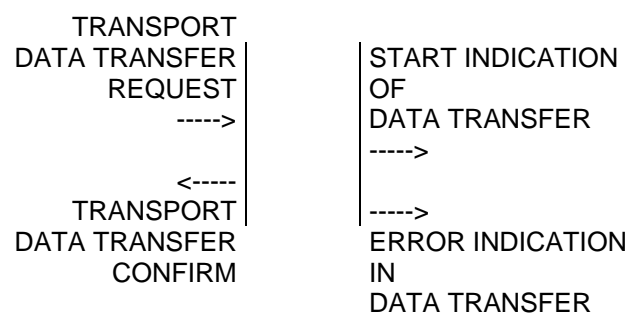 TRANSPORT
DATA TRANSFER
REQUEST
----->
<-----
TRANSPORT
DATA TRANSFER
CONFIRM
START INDICATION
OF
DATA TRANSFER
----->
----->
ERROR INDICATION
IN
DATA TRANSFER